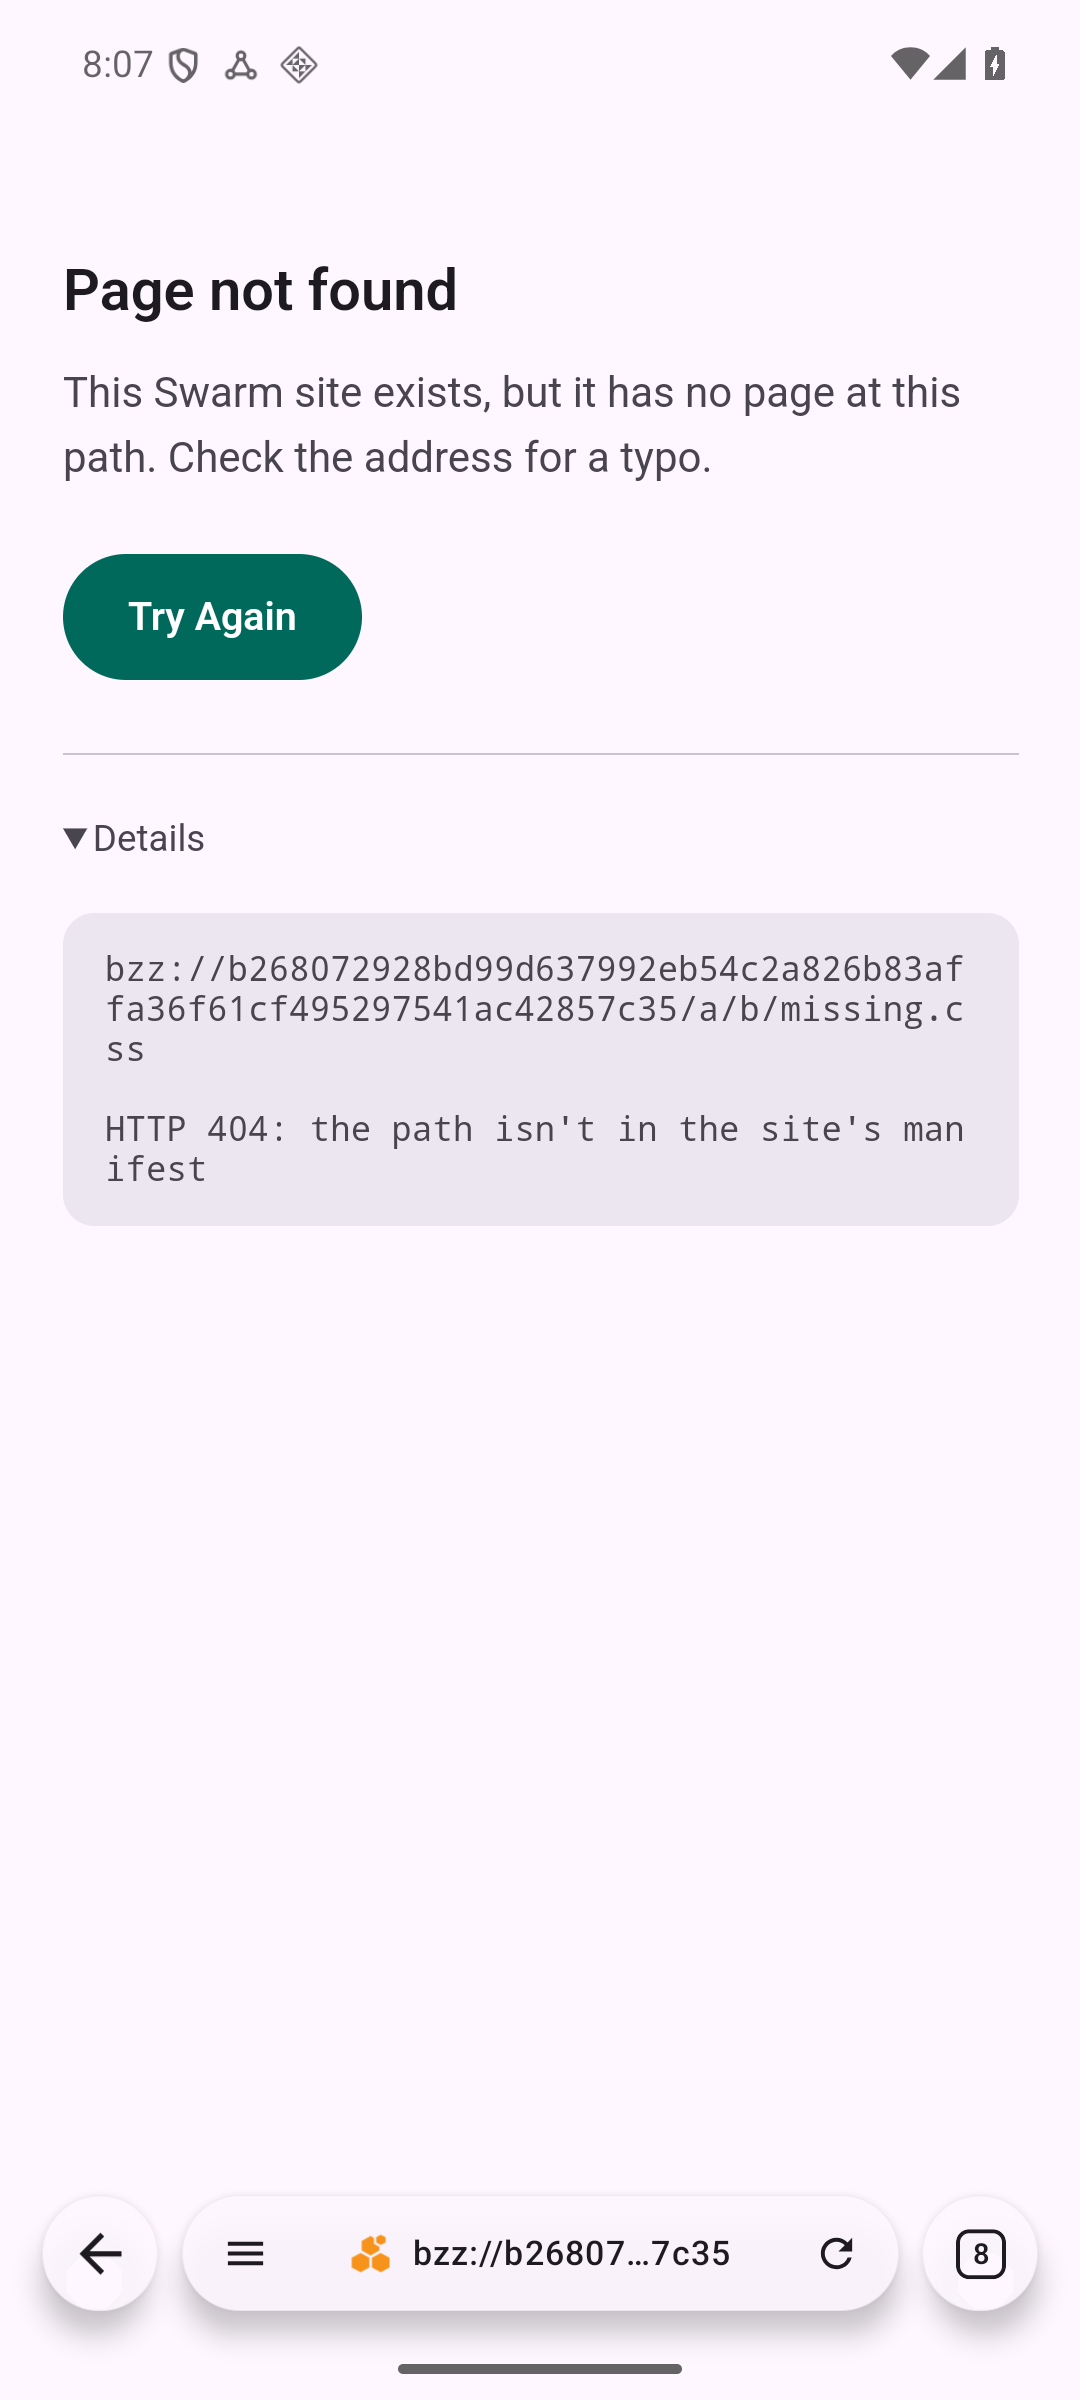 8:07
Page not found
This Swarm site exists, but it has no page at this
path. Check the address for a typo.
Try Again
Details
bzz://b268072928bd99d637992eb54c2a826b83af
fa36f61cf495297541ac42857c35/a/b/missing.c
ss
HTTP 404: the path isn't in the site's man
ifest
bzz://b26807...7c35
8